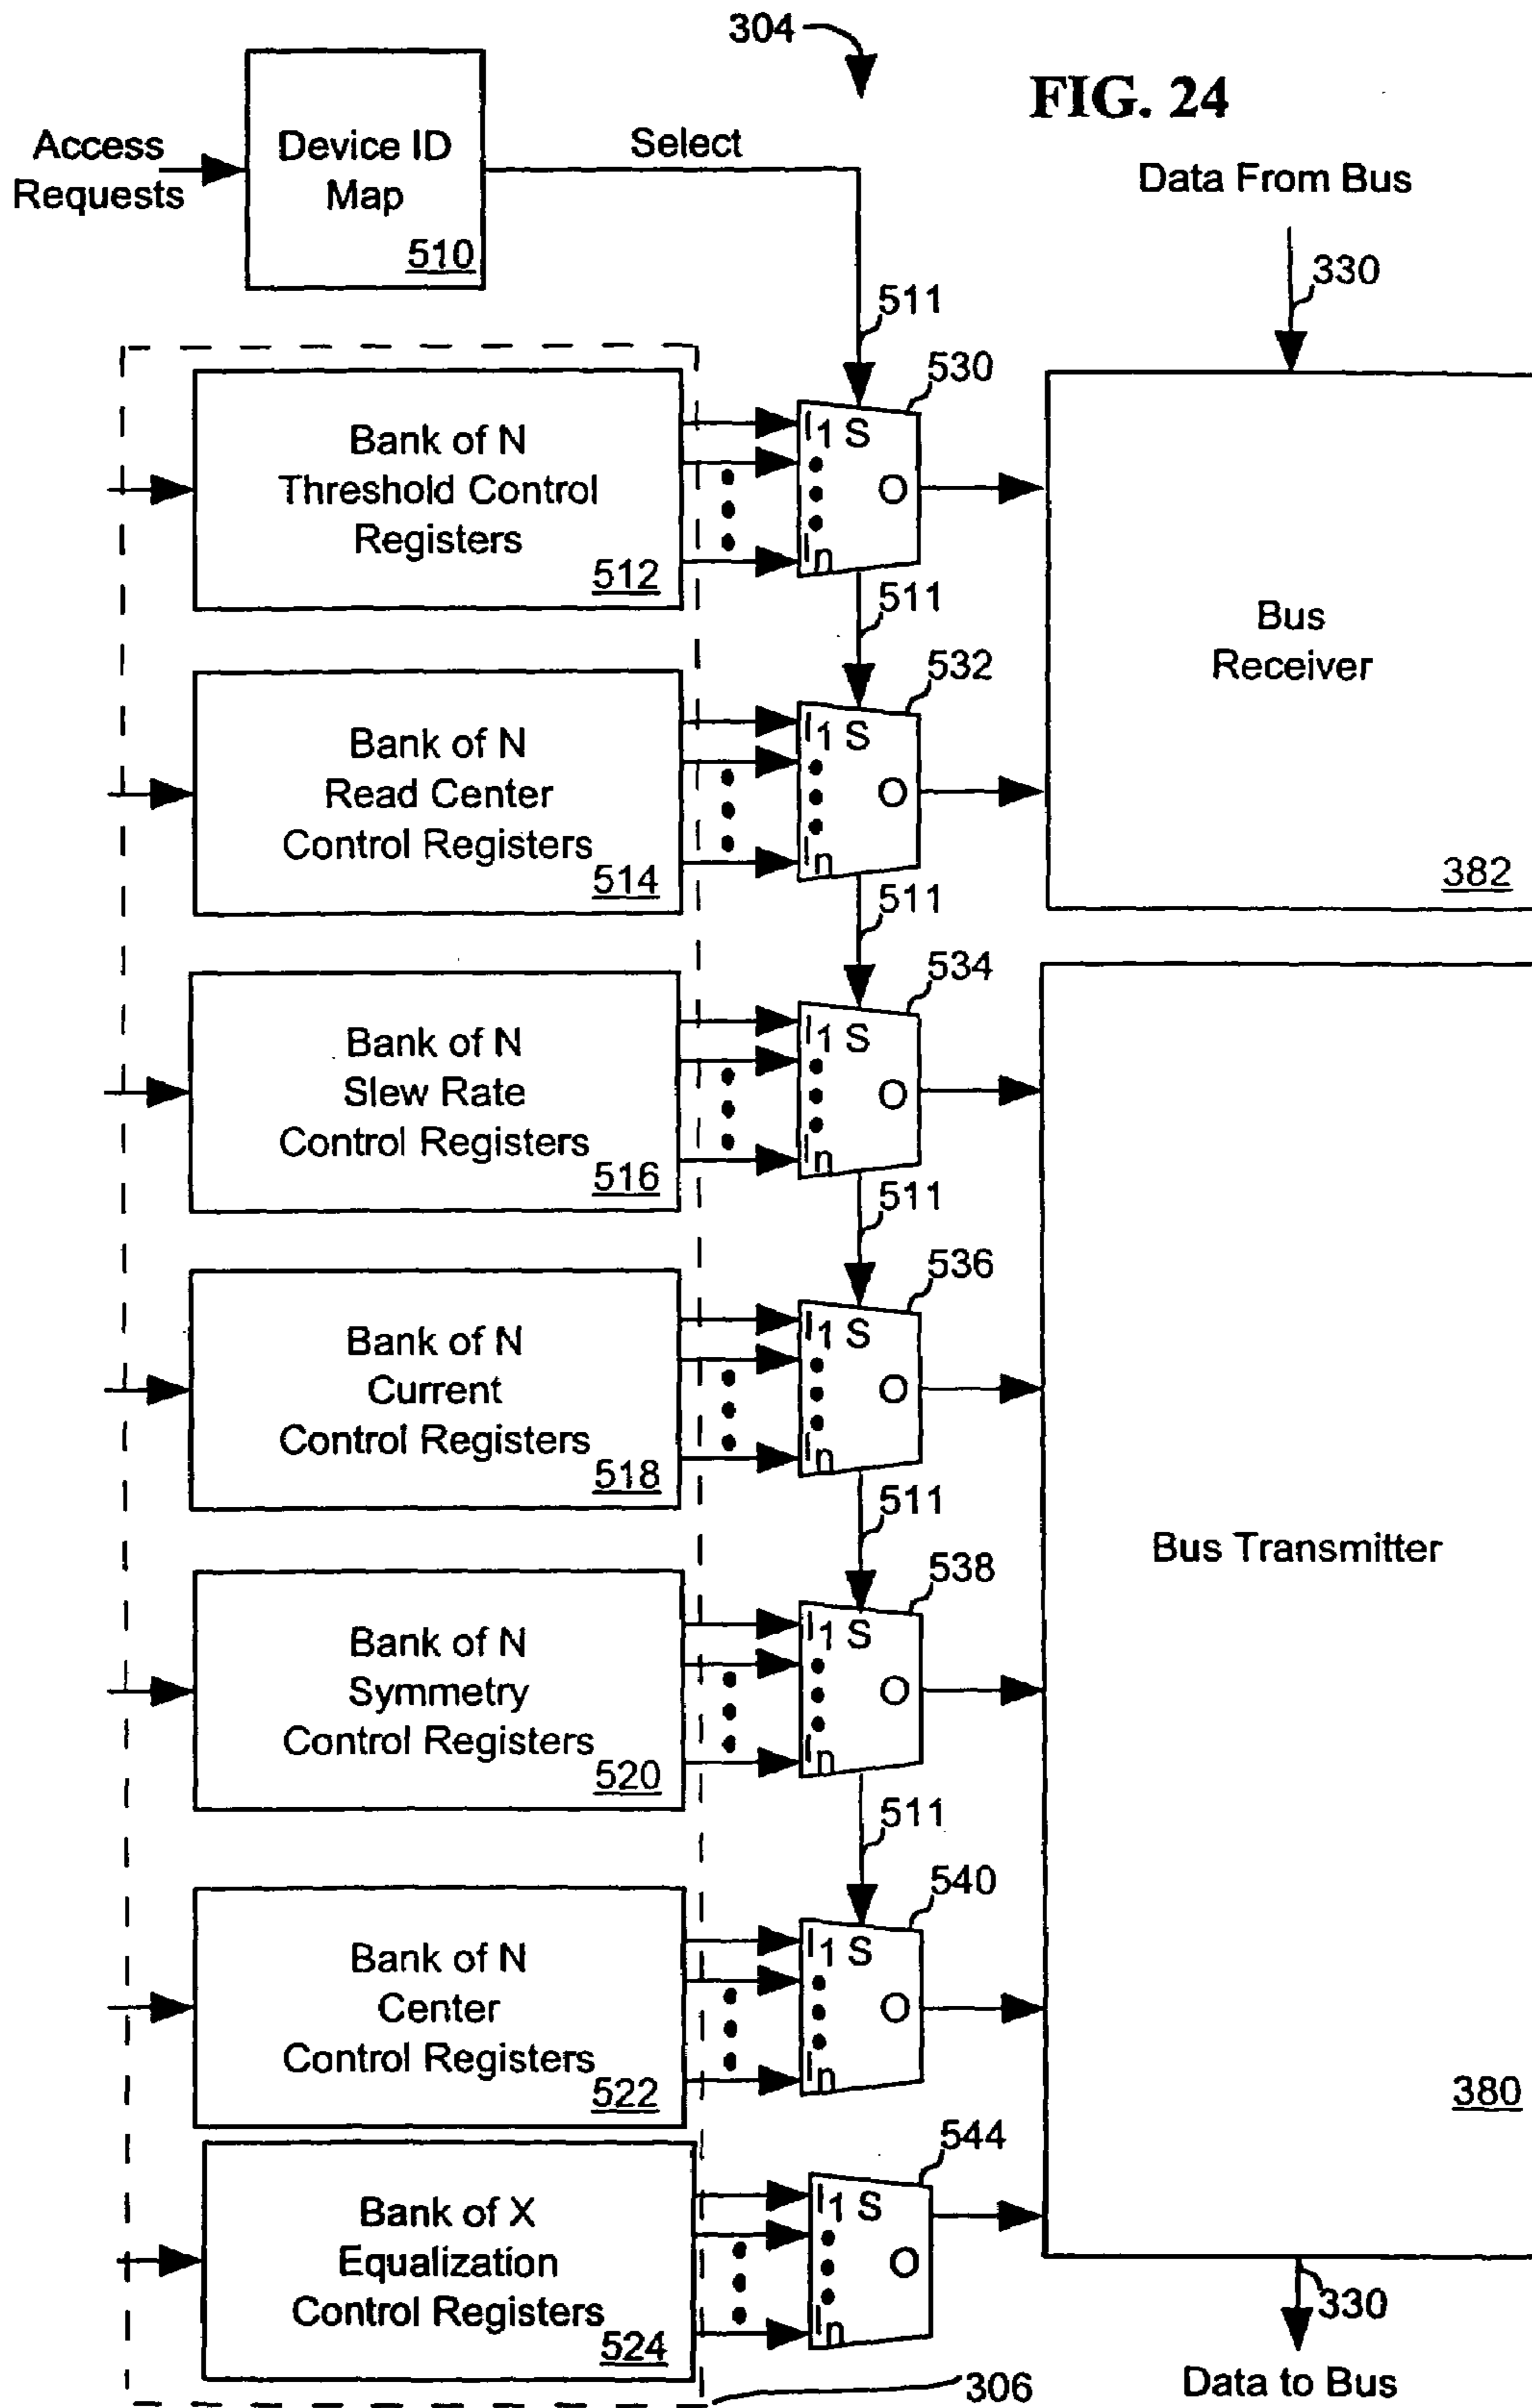 304
FIG. 24
Access
Requests
Device ID
Map
510
Select
Data From Bus
330
511
Bank of N
Threshold Control
Registers
512
I1 S
O
In
530
511
Bus
Receiver
382
Bank of N
Read Center
Control Registers
514
I1 S
O
In
532
511
Bank of N
Slew Rate
Control Registers
516
I1 S
O
In
534
511
Bank of N
Current
Control Registers
518
I1 S
O
In
536
511
Bus Transmitter
380
Bank of N
Symmetry
Control Registers
520
I1 S
O
In
538
511
Bank of N
Center
Control Registers
522
I1 S
O
In
540
Bank of X
Equalization
Control Registers
524
I1 S
O
In
544
330
306
Data to Bus